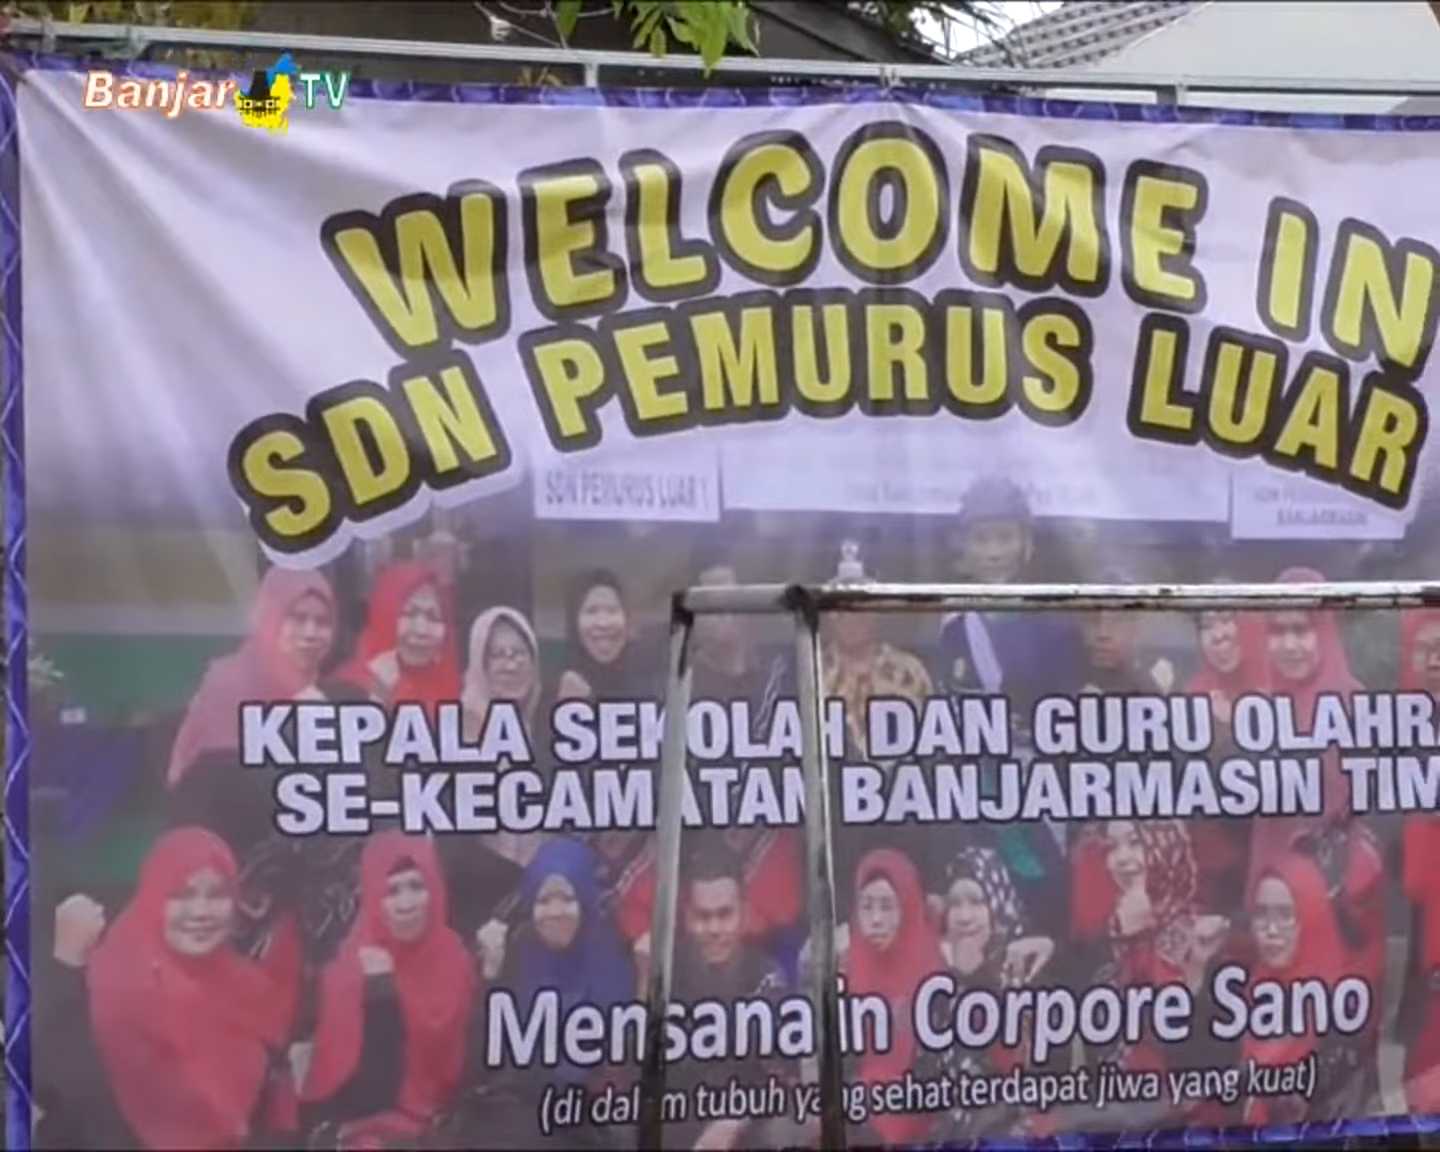 Banjar TV
WELCOME IN
SDN PEMURUS LUAR
SDN PEMURUS LUAR 1
BANJARMASIN
KEPALA SEKOLAH DAN GURU OLAHRA
SE-KECAMATAN BANJARMASIN TIM
Mensana in Corpore Sano
(di dalam tubuh yang sehat terdapat jiwa yang kuat)